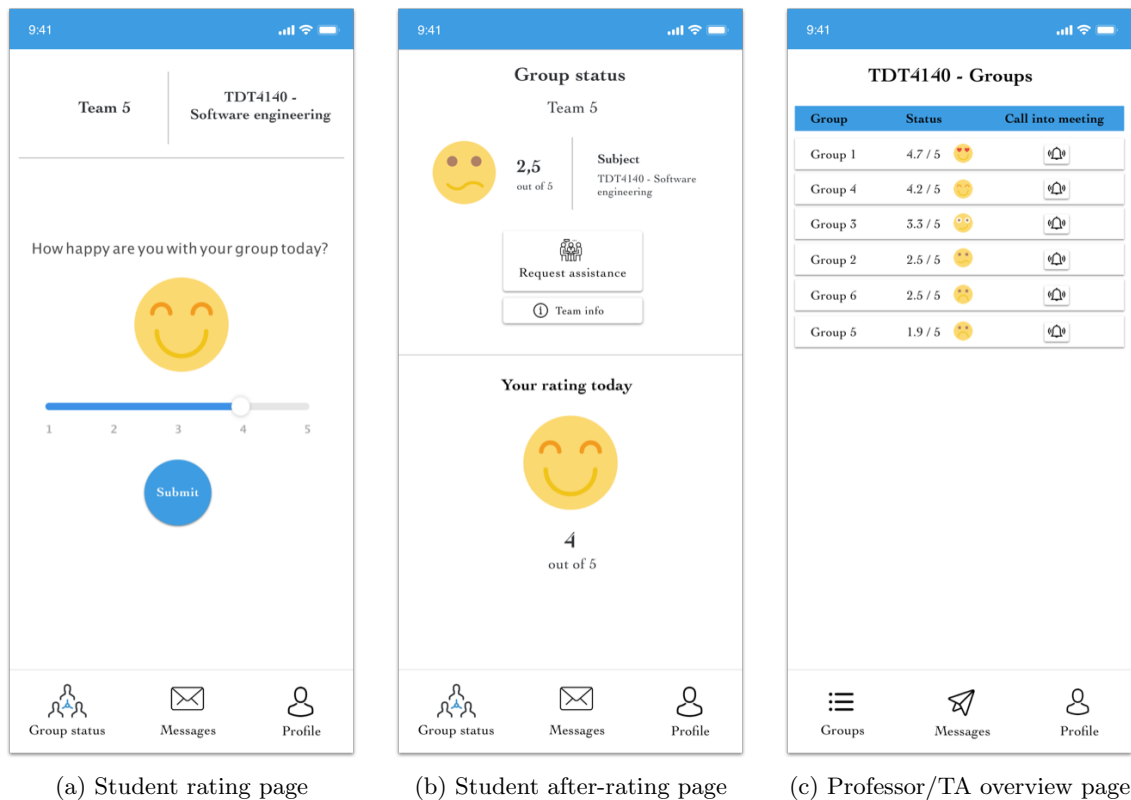 9:41
Team 5
TDT4140 -
Software engineering
How happy are you with your group today?
1 2 3 4 5
Submit
Group status Messages Profile
(a) Student rating page
9:41
Group status
Team 5
2,5
out of 5
Subject
TDT4140 - Software
engineering
Request assistance
Team info
Your rating today
4
out of 5
Group status Messages Profile
(b) Student after-rating page
9:41
TDT4140 - Groups
Group Status Call into meeting
Group 1 4.7 / 5
Group 4 4.2 / 5
Group 3 3.3 / 5
Group 2 2.5 / 5
Group 6 2.5 / 5
Group 5 1.9 / 5
Groups Messages Profile
(c) Professor/TA overview page